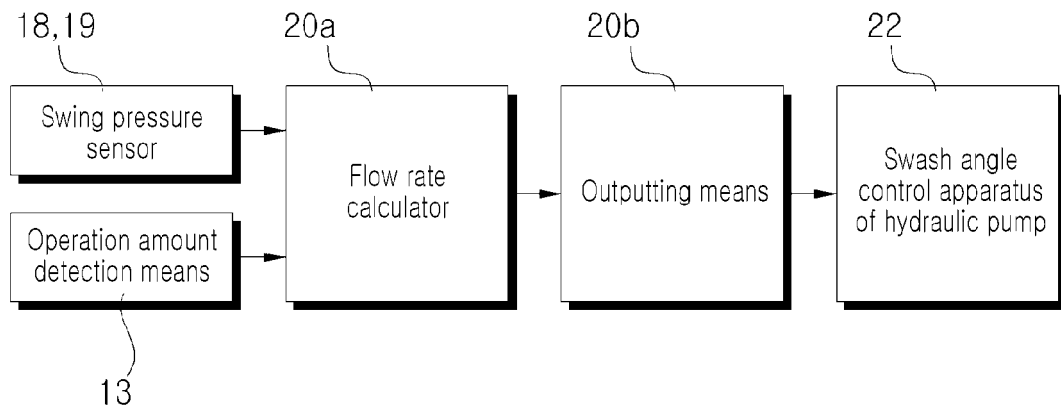 18,19
20a
20b
22
Swing pressure
sensor
Operation amount
detection means
Flow rate
calculator
Outputting means
Swash angle
control apparatus
of hydraulic pump
13